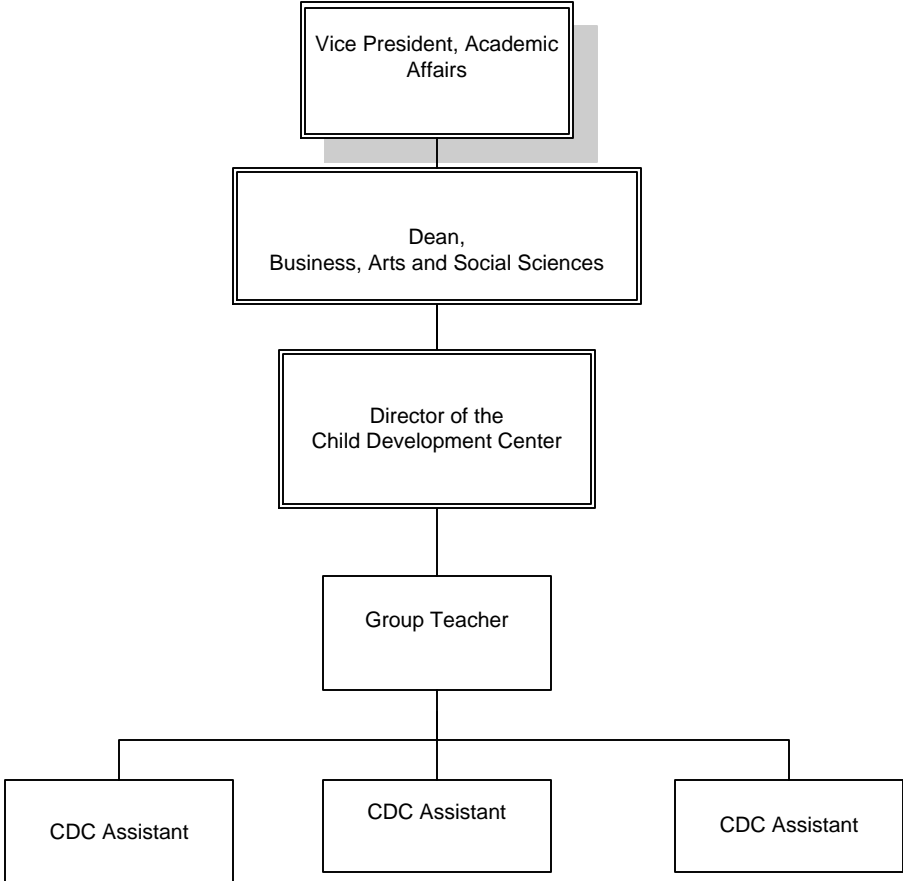 Vice President, Academic
Affairs
Dean,
Business, Arts and Social Sciences
Director of the
Child Development Center
Group Teacher
CDC Assistant
CDC Assistant
CDC Assistant